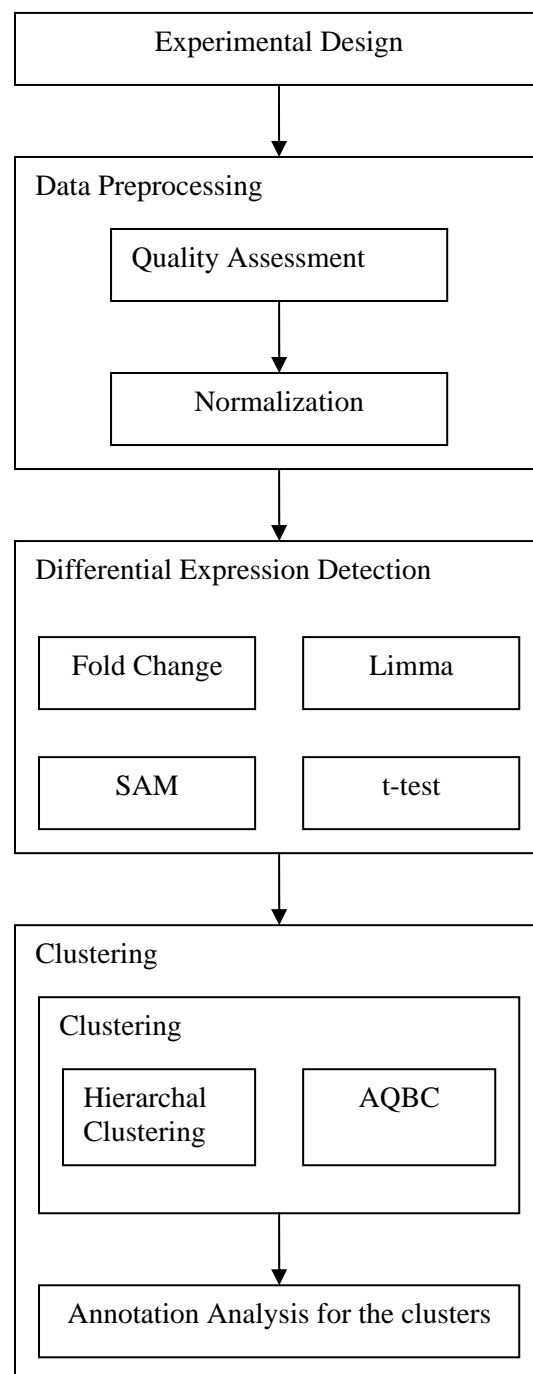 Experimental Design
Data Preprocessing
Quality Assessment
Normalization
Differential Expression Detection
Fold Change
Limma
SAM
t-test
Clustering
Clustering
Hierarchal
Clustering
AQBC
Annotation Analysis for the clusters